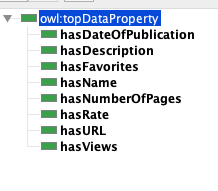 owl:topDataProperty
hasDateOfPublication
hasDescription
hasFavorites
hasName
hasNumberOfPages
hasRate
hasURL
hasViews